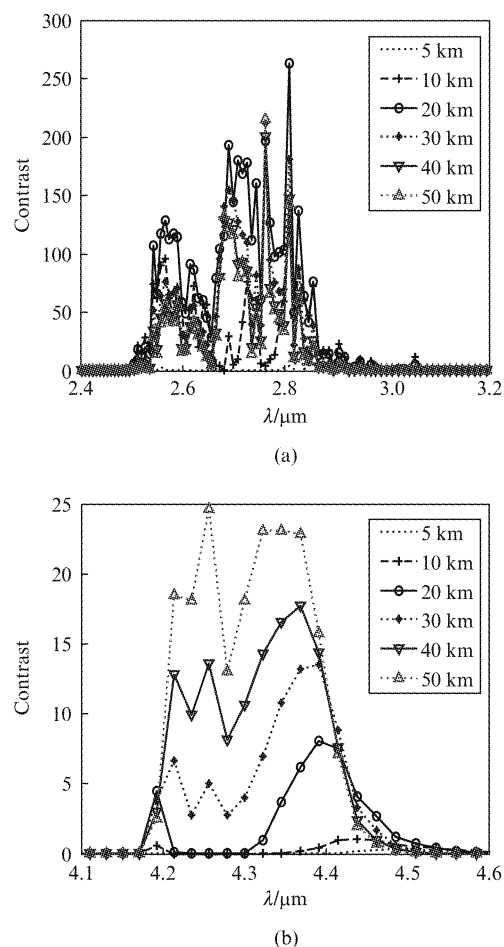 300
250
200
150
100
50
0
Contrast
5 km
10 km
20 km
30 km
40 km
50 km
2.4 2.6 2.8 3.0 3.2
λ/μm
(a)
25
20
15
10
5
0
Contrast
5 km
10 km
20 km
30 km
40 km
50 km
4.1 4.2 4.3 4.4 4.5 4.6
λ/μm
(b)